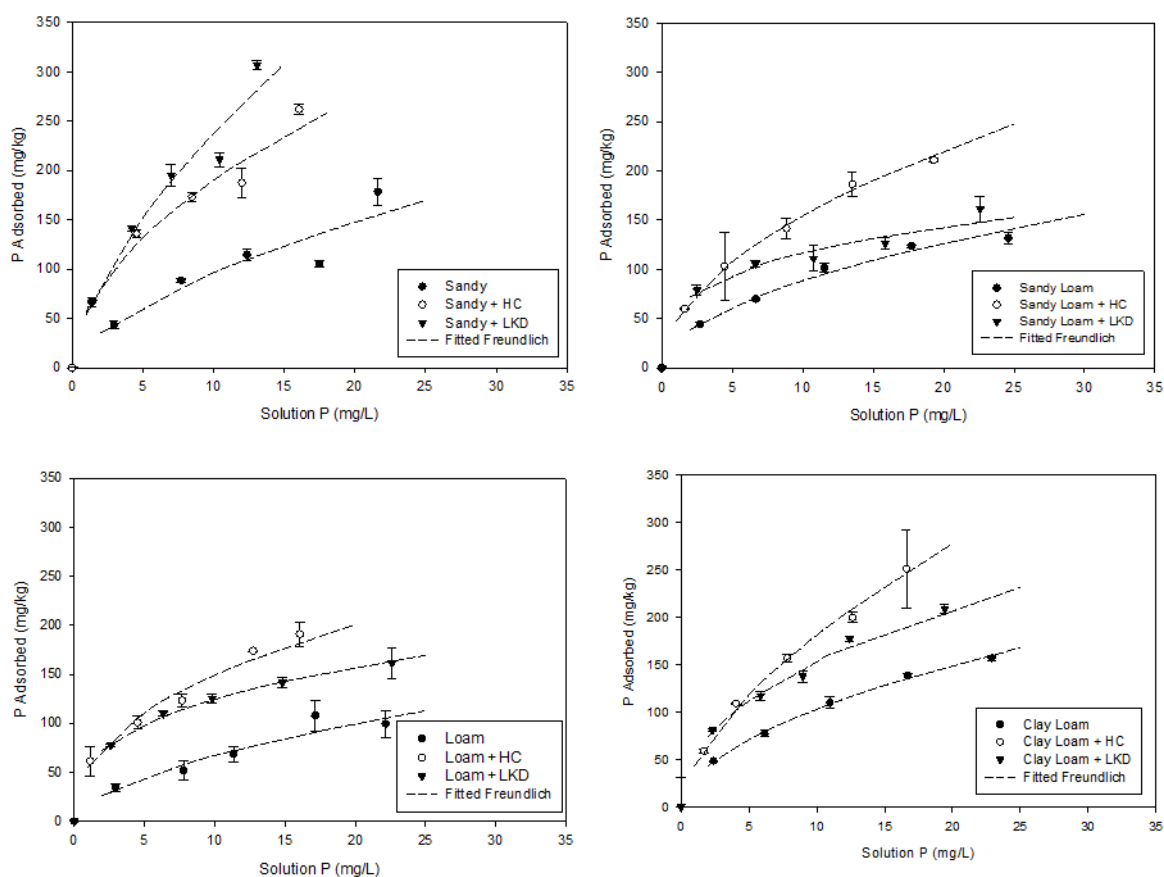 350
300
250
200
150
100
50
0
P Adsorbed (mg/kg)
Sandy
Sandy + HC
Sandy + LKD
Fitted Freundlich
0 5 10 15 20 25 30 35
Solution P (mg/L)
350
300
250
200
150
100
50
0
P Adsorbed (mg/kg)
Sandy Loam
Sandy Loam + HC
Sandy Loam + LKD
Fitted Freundlich
0 5 10 15 20 25 30 35
Solution P (mg/L)
350
300
250
200
150
100
50
0
P Adsorbed (mg/kg)
Loam
Loam + HC
Loam + LKD
Fitted Freundlich
0 5 10 15 20 25 30 35
Solution P (mg/L)
350
300
250
200
150
100
50
0
P Adsorbed (mg/kg)
Clay Loam
Clay Loam + HC
Clay Loam + LKD
Fitted Freundlich
0 5 10 15 20 25 30 35
Solution P (mg/L)